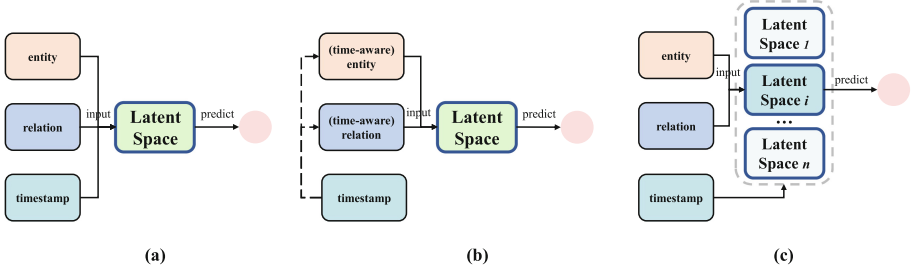 entity
relation
timestamp
input
Latent
Space
predict
(a)
(time-aware)
entity
(time-aware)
relation
timestamp
input
Latent
Space
predict
(b)
entity
relation
timestamp
input
Latent
Space 1
Latent
Space i
...
Latent
Space n
predict
(c)